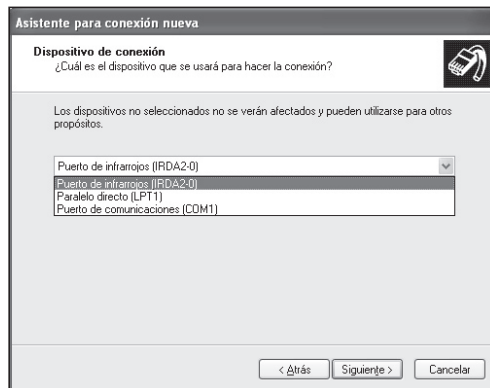 Asistente para conexión nueva
Dispositivo de conexión
¿Cuál es el dispositivo que se usará para hacer la conexión?
Los dispositivos no seleccionados no se verán afectados y pueden utilizarse para otros
propósitos.
Puerto de infrarrojos (IRDA2-0)
Puerto de infrarrojos (IRDA2-0)
Paralelo directo (LPT1)
Puerto de comunicaciones (COM1)
< Atrás Siguiente > Cancelar